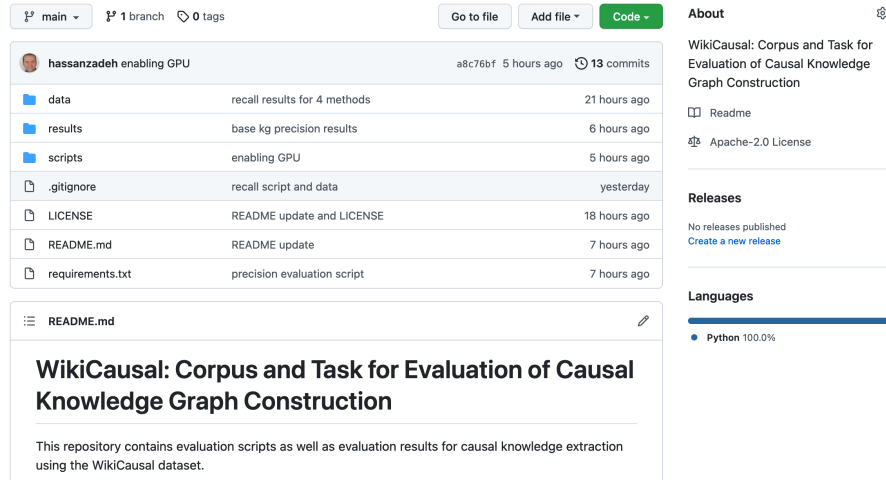 main 1 branch 0 tags Go to file Add file Code
hassanzadeh enabling GPU a8c76bf 5 hours ago 13 commits
data recall results for 4 methods 21 hours ago
results base kg precision results 6 hours ago
scripts enabling GPU 5 hours ago
.gitignore recall script and data yesterday
LICENSE README update and LICENSE 18 hours ago
README.md README update 7 hours ago
requirements.txt precision evaluation script 7 hours ago
README.md
WikiCausal: Corpus and Task for Evaluation of Causal
Knowledge Graph Construction
This repository contains evaluation scripts as well as evaluation results for causal knowledge extraction
using the WikiCausal dataset.
About
WikiCausal: Corpus and Task for
Evaluation of Causal Knowledge
Graph Construction
Readme
Apache-2.0 License
Releases
No releases published
Create a new release
Languages
Python 100.0%